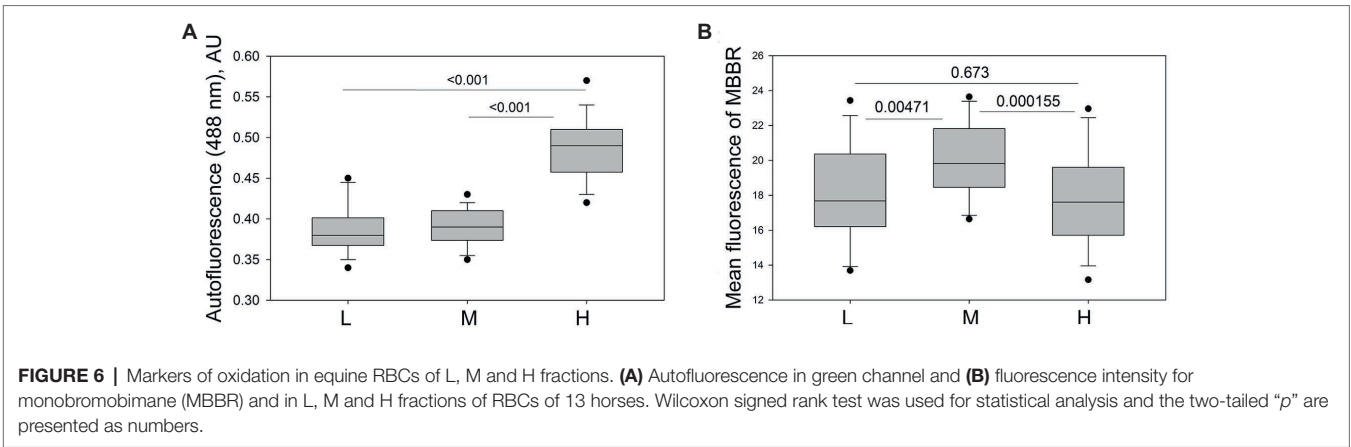 A
B
Autofluorescence (488 nm), AU
0.60
0.55
0.50
0.45
0.40
0.35
0.30
<0.001
<0.001
L
M
H
Mean fluorescence of MBBR
26
24
22
20
18
16
14
12
0.673
0.00471
0.000155
L
M
H
FIGURE 6 | Markers of oxidation in equine RBCs of L, M and H fractions. (A) Autofluorescence in green channel and (B) fluorescence intensity for
monobromobimane (MBBR) and in L, M and H fractions of RBCs of 13 horses. Wilcoxon signed rank test was used for statistical analysis and the two-tailed “p” are
presented as numbers.